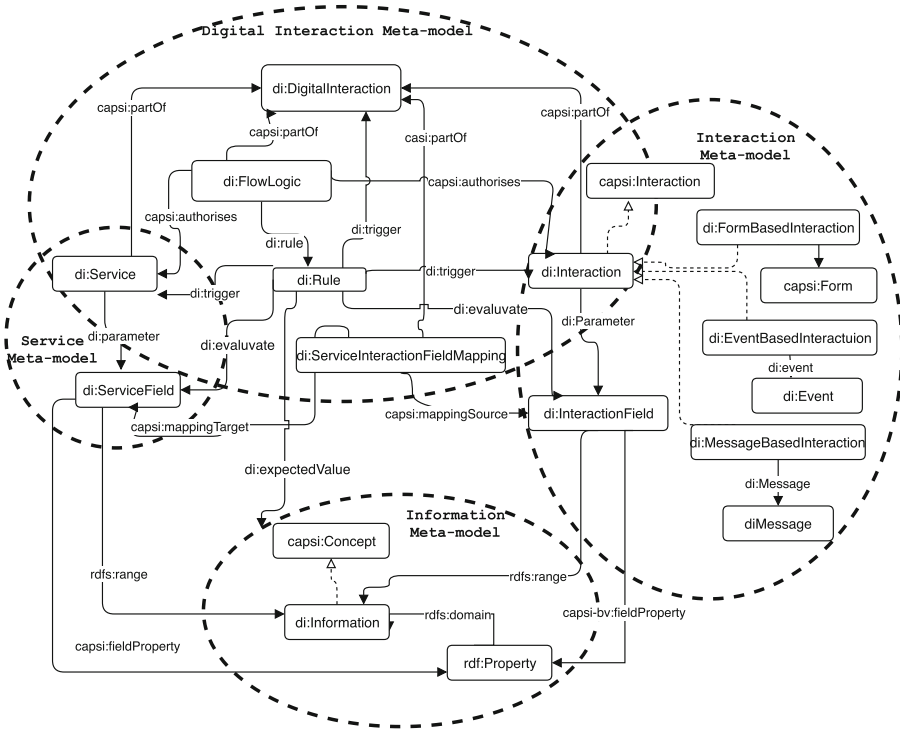 Digital Interaction Meta-model
di:DigitalInteraction
capsi:partOf
capsi:partOf
casi:partOf
capsi:partOf
Interaction
Meta-model
di:FlowLogic
capsi:authorises
capsi:Interaction
capsi:authorises
di:FormBasedInteraction
di:rule
di:trigger
di:Service
di:Rule
di:trigger
di:Interaction
capsi:Form
di:trigger
di:evaluvate
di:Parameter
di:parameter
Service
Meta-model
di:evaluvate
di:EventBasedInteractuion
di:ServiceInteractionFieldMapping
di:event
di:ServiceField
di:Event
capsi:mappingTarget
capsi:mappingSource
di:InteractionField
di:MessageBasedInteraction
di:expectedValue
di:Message
Information
Meta-model
diMessage
capsi:Concept
rdfs:range
rdfs:range
di:Information
rdfs:domain
capsi-bv:fieldProperty
capsi:fieldProperty
rdf:Property